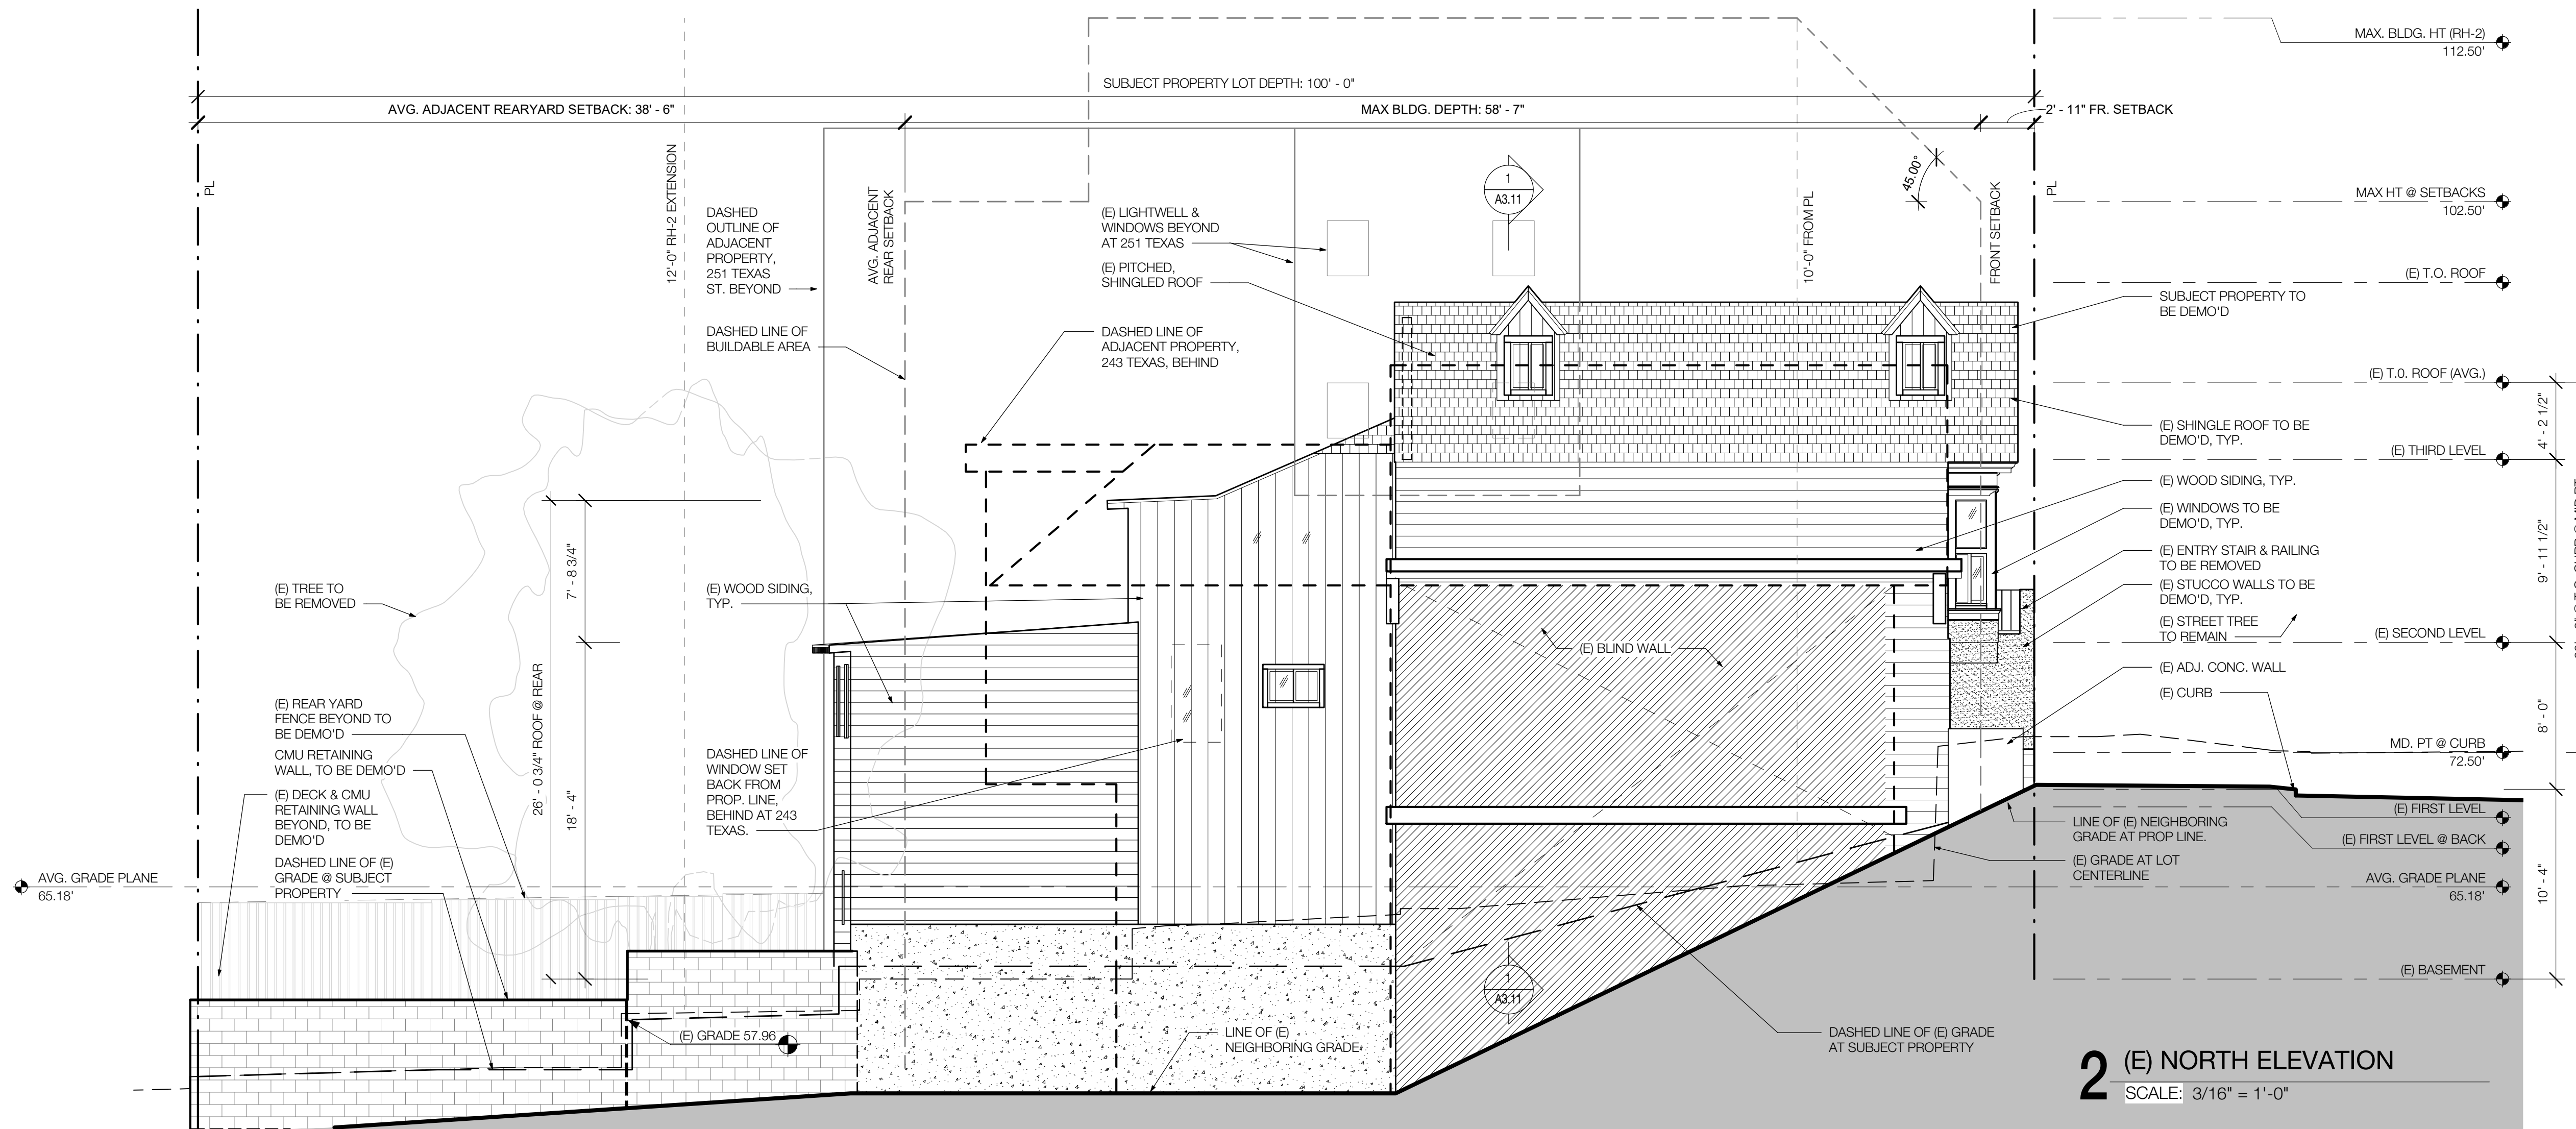 MAX. BLDG. HT (RH-2)
112.50'
SUBJECT PROPERTY LOT DEPTH: 100' - 0"
AVG. ADJACENT REARYARD SETBACK: 38' - 6"
MAX BLDG. DEPTH: 58' - 7"
2' - 11" FR. SETBACK
PL
12'-0" RH-2 EXTENSION
DASHED
OUTLINE OF
ADJACENT
PROPERTY,
251 TEXAS
ST. BEYOND
AVG. ADJACENT
REAR SETBACK
(E) LIGHTWELL &
WINDOWS BEYOND
AT 251 TEXAS
(E) PITCHED,
SHINGLED ROOF
1
A3.11
10'-0" FROM PL
45.00°
FRONT SETBACK
PL
MAX HT @ SETBACKS
102.50'
(E) T.O. ROOF
SUBJECT PROPERTY TO
BE DEMO'D
DASHED LINE OF
BUILDABLE AREA
DASHED LINE OF
ADJACENT PROPERTY,
243 TEXAS, BEHIND
(E) T.0. ROOF (AVG.)
4' - 2 1/2"
(E) SHINGLE ROOF TO BE
DEMO'D, TYP.
(E) THIRD LEVEL
(E) WOOD SIDING, TYP.
(E) WINDOWS TO BE
DEMO'D, TYP.
9' - 11 1/2"
(E) ENTRY STAIR & RAILING
TO BE REMOVED
(E) STUCCO WALLS TO BE
DEMO'D, TYP.
(E) STREET TREE
TO REMAIN
(E) SECOND LEVEL
(E) TREE TO
BE REMOVED
7' - 8 3/4"
(E) WOOD SIDING,
TYP.
(E) BLIND WALL
(E) ADJ. CONC. WALL
(E) CURB
8' - 0"
26' - 0 3/4" ROOF @ REAR
18' - 4"
(E) REAR YARD
FENCE BEYOND TO
BE DEMO'D
CMU RETAINING
WALL, TO BE DEMO'D
(E) DECK & CMU
RETAINING WALL
BEYOND, TO BE
DEMO'D
DASHED LINE OF (E)
GRADE @ SUBJECT
PROPERTY
DASHED LINE OF
WINDOW SET
BACK FROM
PROP. LINE,
BEHIND AT 243
TEXAS.
MD. PT @ CURB
72.50'
(E) FIRST LEVEL
LINE OF (E) NEIGHBORING
GRADE AT PROP LINE.
(E) FIRST LEVEL @ BACK
(E) GRADE AT LOT
CENTERLINE
AVG. GRADE PLANE
65.18'
AVG. GRADE PLANE
65.18'
10' - 4"
(E) BASEMENT
1
A3.11
(E) GRADE 57.96
LINE OF (E)
NEIGHBORING GRADE
DASHED LINE OF (E) GRADE
AT SUBJECT PROPERTY
2 (E) NORTH ELEVATION
SCALE: 3/16" = 1'-0"